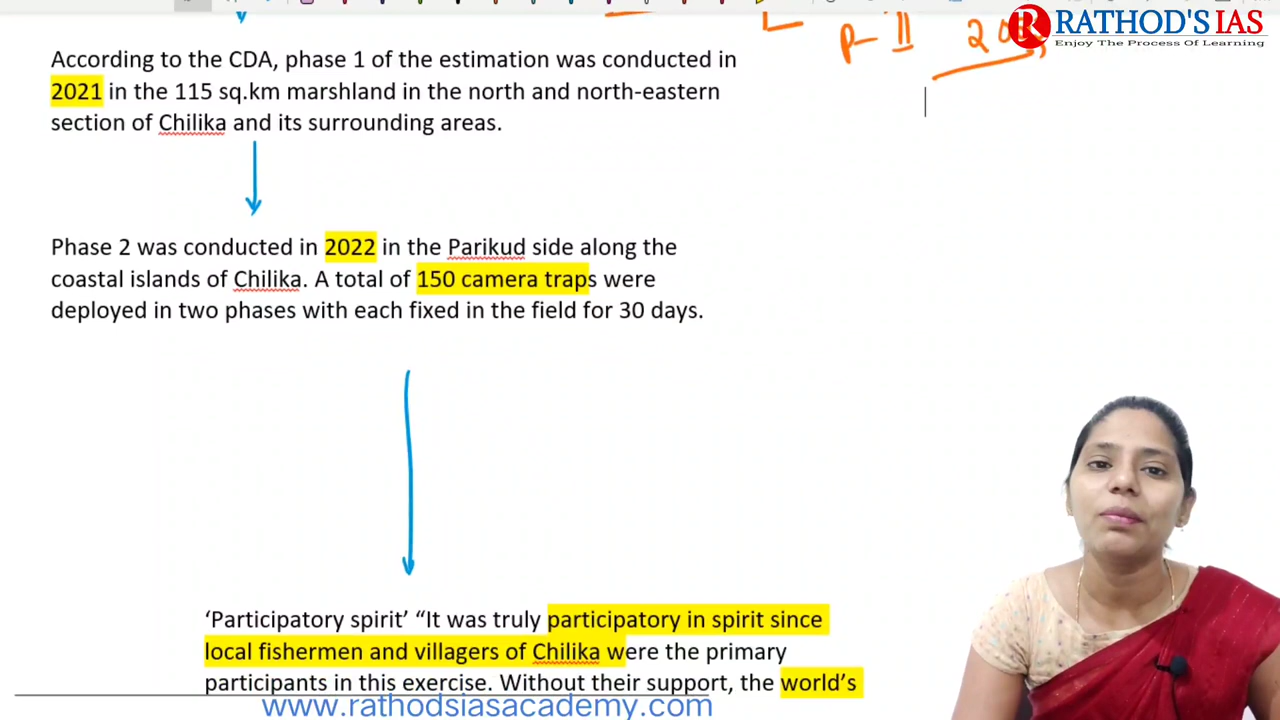 P- II
RATHOD'S IAS
Enjoy The Process Of Learning
According to the CDA, phase 1 of the estimation was conducted in
2021 in the 115 sq.km marshland in the north and north-eastern
section of Chilika and its surrounding areas.
Phase 2 was conducted in 2022 in the Parikud side along the
coastal islands of Chilika. A total of 150 camera traps were
deployed in two phases with each fixed in the field for 30 days.
‘Participatory spirit’ “It was truly participatory in spirit since
local fishermen and villagers of Chilika were the primary
participants in this exercise. Without their support, the world’s
www.rathodsiasacademy.com